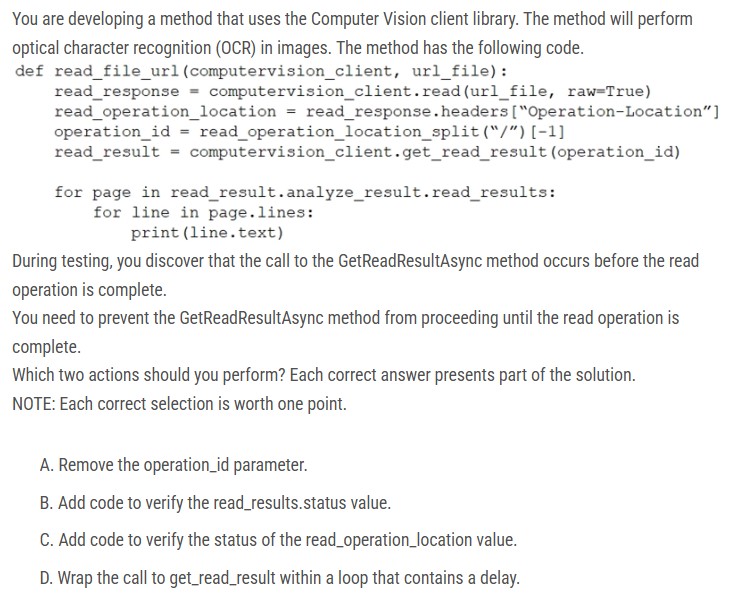 You are developing a method that uses the Computer Vision client library. The method will perform
optical character recognition (OCR) in images. The method has the following code.
def read_file_url(computervision_client, url_file):
    read_response = computervision_client.read(url_file, raw=True)
    read_operation_location = read_response.headers[“Operation-Location”]
    operation_id = read_operation_location_split(“/”)[-1]
    read_result = computervision_client.get_read_result(operation_id)

    for page in read_result.analyze_result.read_results:
        for line in page.lines:
            print(line.text)
During testing, you discover that the call to the GetReadResultAsync method occurs before the read
operation is complete.
You need to prevent the GetReadResultAsync method from proceeding until the read operation is
complete.
Which two actions should you perform? Each correct answer presents part of the solution.
NOTE: Each correct selection is worth one point.

A. Remove the operation_id parameter.
B. Add code to verify the read_results.status value.
C. Add code to verify the status of the read_operation_location value.
D. Wrap the call to get_read_result within a loop that contains a delay.